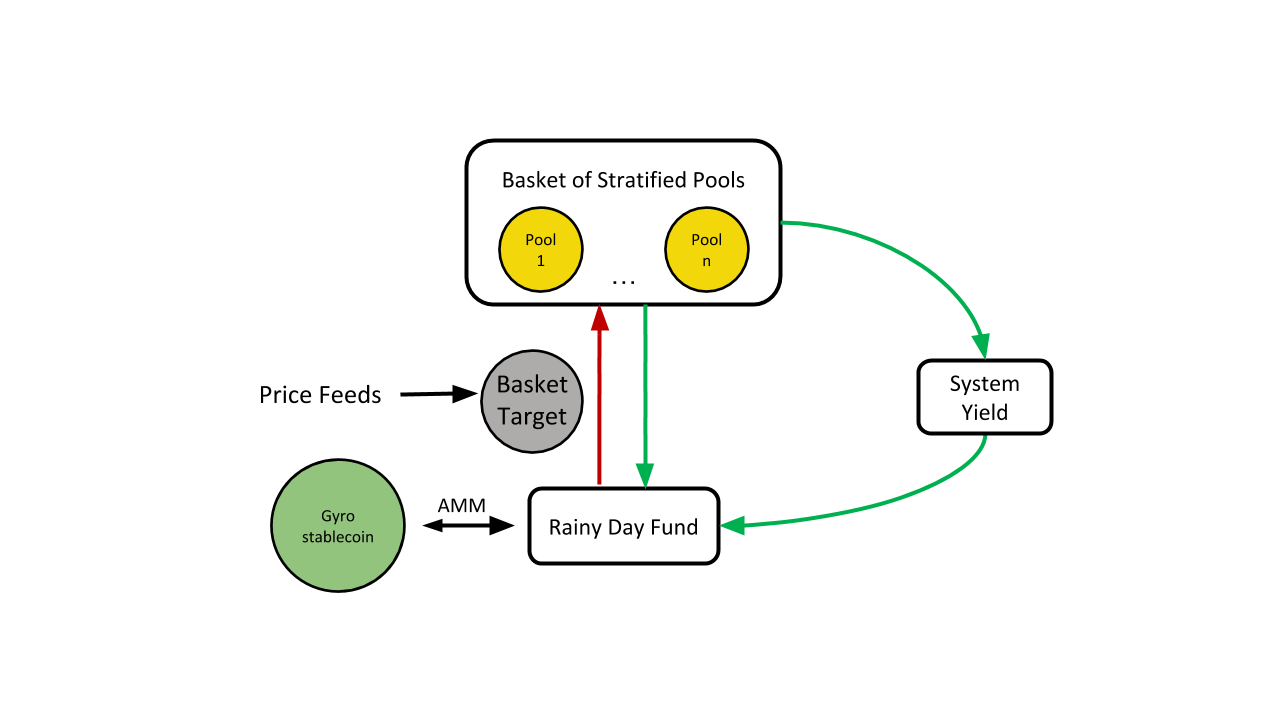 Basket of Stratified Pools
Pool
1
...
Pool
n
Price Feeds
Basket
Target
System
Yield
Gyro
stablecoin
AMM
Rainy Day Fund